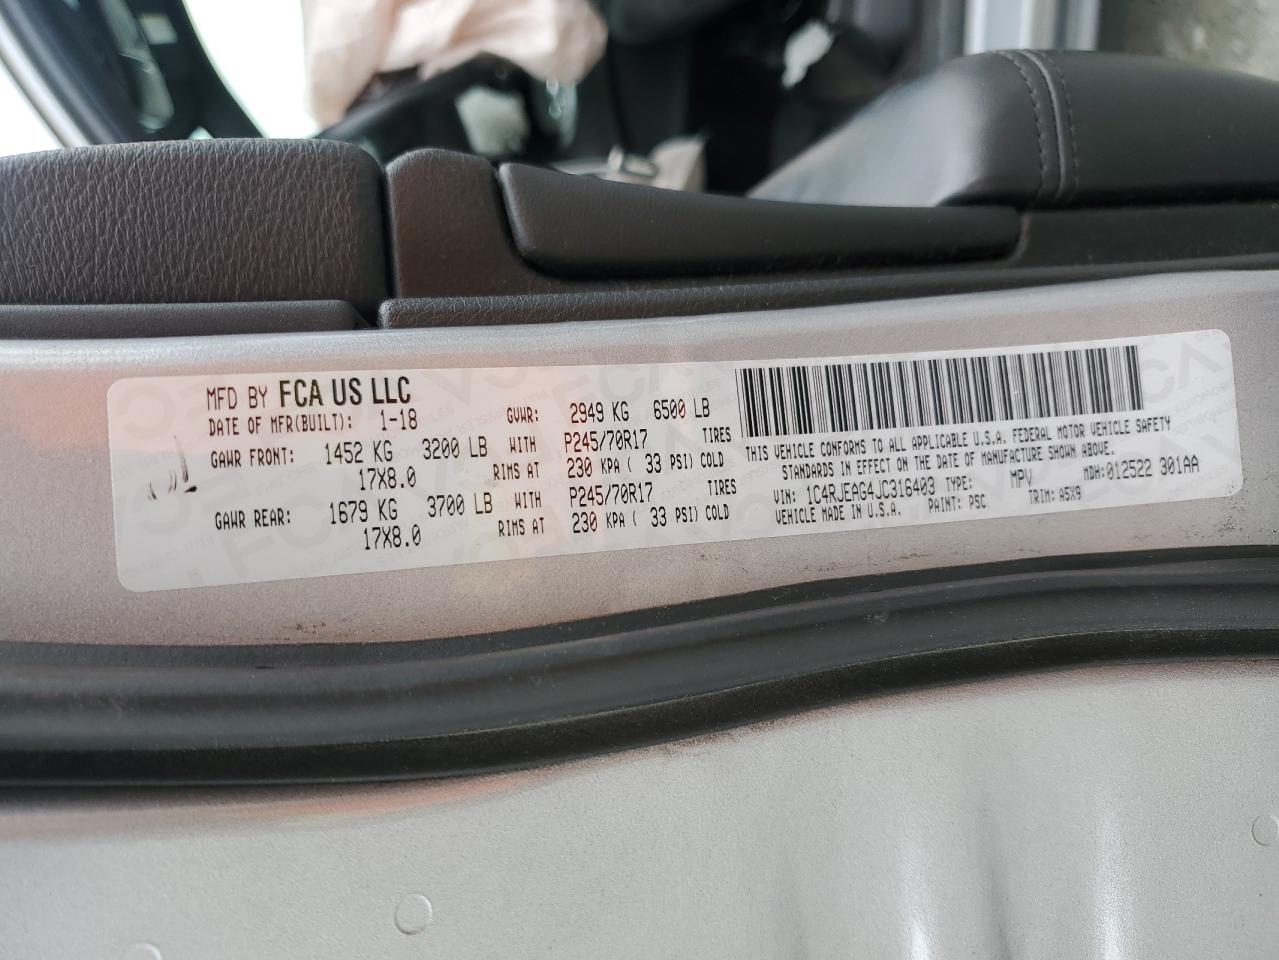 MFD BY FCA US LLC
DATE OF MFR(BUILT): 1-18 GVWR: 2949 KG 6500 LB
GAWR FRONT: 1452 KG 3200 LB WITH P245/70R17 TIRES
17X8.0 RIMS AT 230 KPA ( 33 PSI) COLD
GAWR REAR: 1679 KG 3700 LB WITH P245/70R17 TIRES
17X8.0 RIMS AT 230 KPA ( 33 PSI) COLD
THIS VEHICLE CONFORMS TO ALL APPLICABLE U.S.A. FEDERAL MOTOR VEHICLE SAFETY
STANDARDS IN EFFECT ON THE DATE OF MANUFACTURE SHOWN ABOVE.
VIN: 1C4RJEAG4JC316403 TYPE: MPV MDH:012522 301AA
VEHICLE MADE IN U.S.A. PAINT: PSC TRIM: A5X9